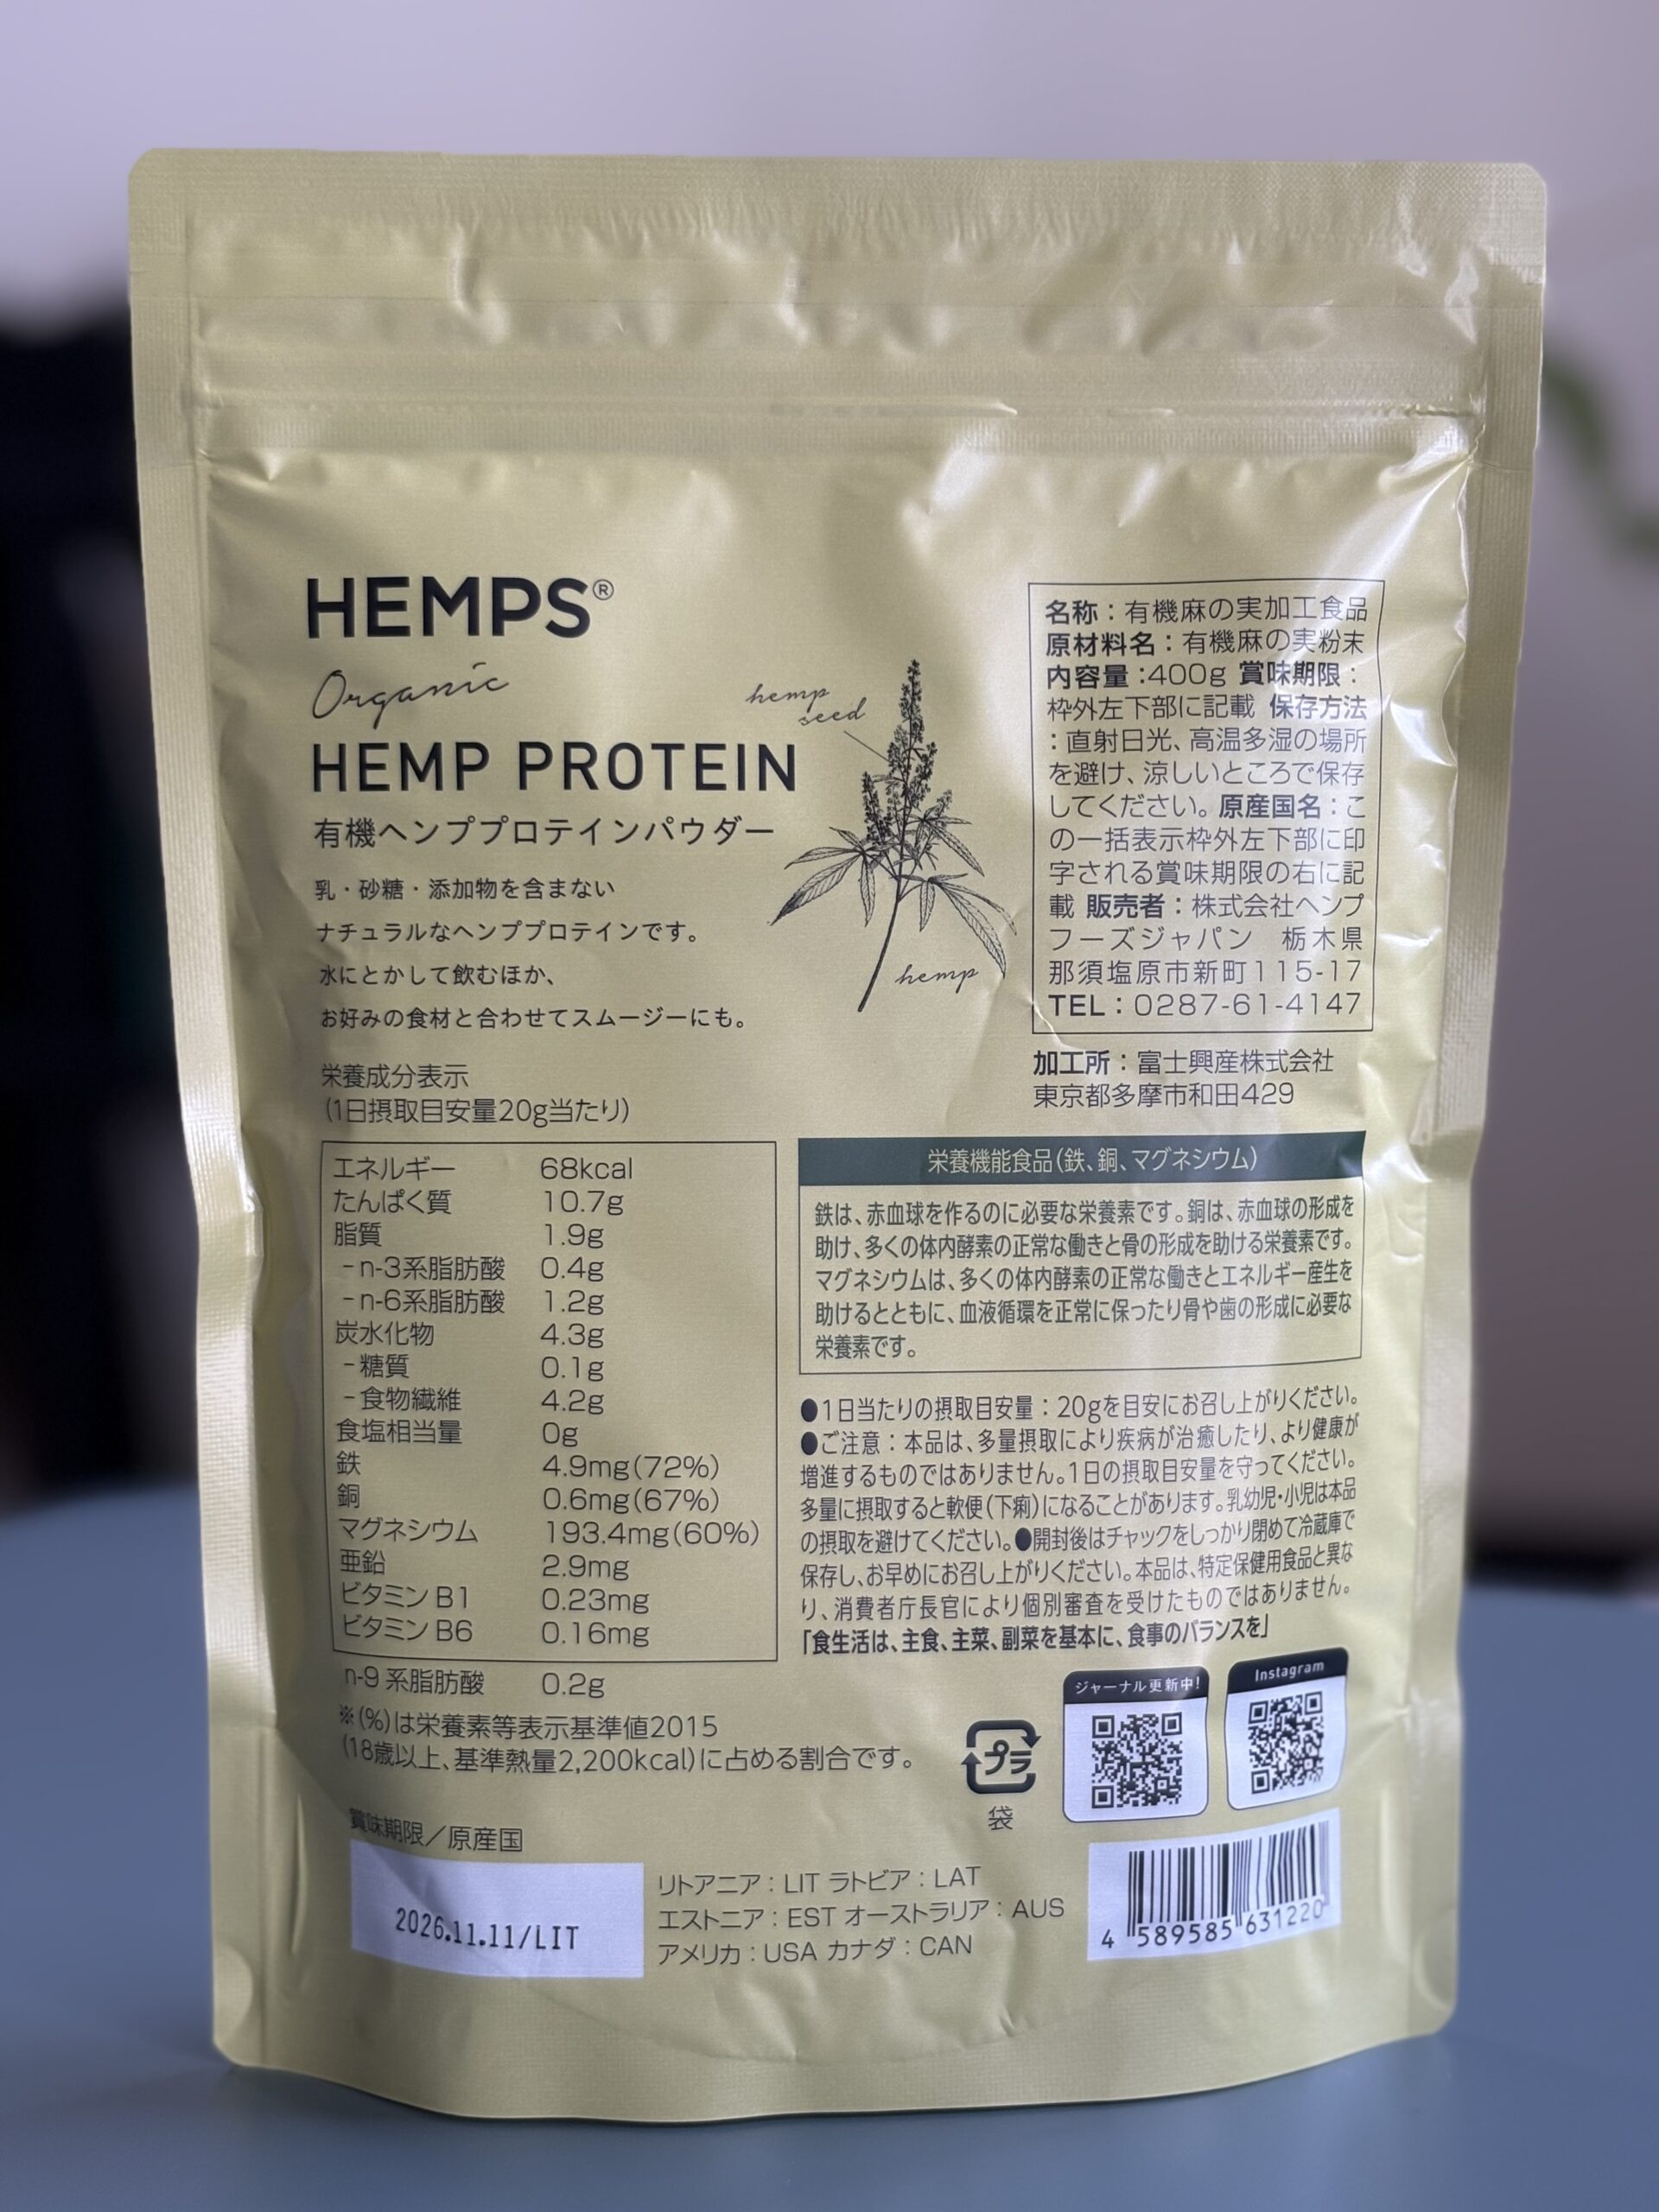 HEMPS®
Organic
HEMP PROTEIN
有機ヘンププロテインパウダー
乳・砂糖・添加物を含まない
ナチュラルなヘンププロテインです。
水にとかして飲むほか、
お好みの食材と合わせてスムージーにも。
hemp
seed
hemp
名称：有機麻の実加工食品
原材料名：有機麻の実粉末
内容量：400g 賞味期限：
枠外左下部に記載 保存方法
：直射日光、高温多湿の場所
を避け、涼しいところで保存
してください。原産国名：こ
の一括表示枠外左下部に印
字される賞味期限の右に記
載 販売者：株式会社ヘンプ
フーズジャパン 栃木県
那須塩原市新町115-17
TEL：0287-61-4147
加工所：富士興産株式会社
東京都多摩市和田429
栄養成分表示
(1日摂取目安量20g当たり)
エネルギー 68kcal
たんぱく質 10.7g
脂質 1.9g
-n-3系脂肪酸 0.4g
-n-6系脂肪酸 1.2g
炭水化物 4.3g
-糖質 0.1g
-食物繊維 4.2g
食塩相当量 0g
鉄 4.9mg(72%)
銅 0.6mg(67%)
マグネシウム 193.4mg(60%)
亜鉛 2.9mg
ビタミン B1 0.23mg
ビタミン B6 0.16mg
n-9 系脂肪酸 0.2g
※(%)は栄養素等表示基準値2015
(18歳以上、基準熱量2,200kcal)に占める割合です。
栄養機能食品(鉄、銅、マグネシウム)
鉄は、赤血球を作るのに必要な栄養素です。銅は、赤血球の形成を
助け、多くの体内酵素の正常な働きと骨の形成を助ける栄養素です。
マグネシウムは、多くの体内酵素の正常な働きとエネルギー産生を
助けるとともに、血液循環を正常に保ったり骨や歯の形成に必要な
栄養素です。
●1日当たりの摂取目安量：20gを目安にお召し上がりください。
●ご注意：本品は、多量摂取により疾病が治癒したり、より健康が
増進するものではありません。1日の摂取目安量を守ってください。
多量に摂取すると軟便(下痢)になることがあります。乳幼児・小児は本品
の摂取を避けてください。●開封後はチャックをしっかり閉めて冷蔵庫で
保存し、お早めにお召し上がりください。本品は、特定保健用食品と異な
り、消費者庁長官により個別審査を受けたものではありません。
「食生活は、主食、主菜、副菜を基本に、食事のバランスを」
プラ
袋
ジャーナル更新中!
Instagram
賞味期限／原産国
2026.11.11/LIT
リトアニア：LIT ラトビア：LAT
エストニア：EST オーストラリア：AUS
アメリカ：USA カナダ：CAN
4 589585 631220